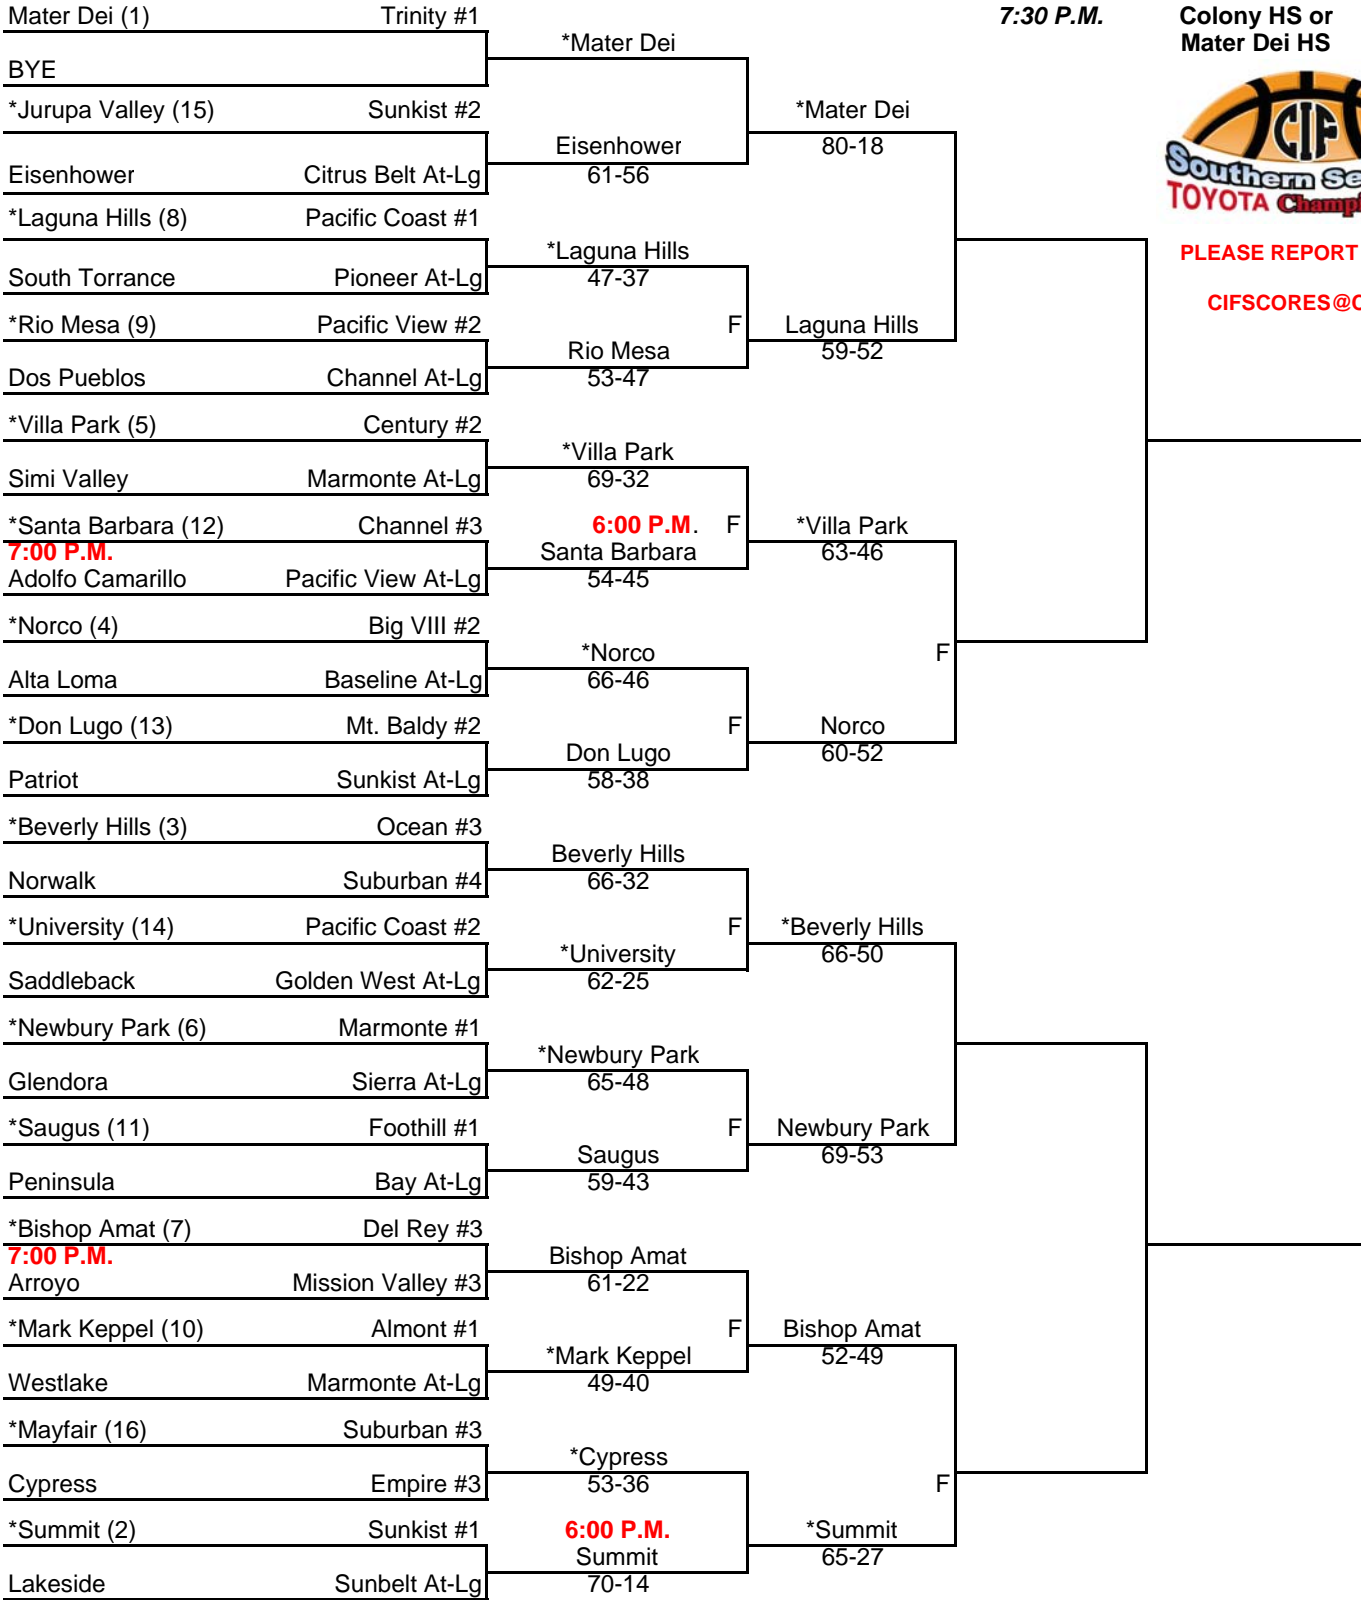 Mater Dei (1) Trinity #1
BYE
*Jurupa Valley (15) Sunkist #2
Eisenhower Citrus Belt At-Lg
*Laguna Hills (8) Pacific Coast #1
South Torrance Pioneer At-Lg
*Rio Mesa (9) Pacific View #2
Dos Pueblos Channel At-Lg
*Villa Park (5) Century #2
Simi Valley Marmonte At-Lg
*Santa Barbara (12) Channel #3
7:00 P.M.
Adolfo Camarillo Pacific View At-Lg
*Norco (4) Big VIII #2
Alta Loma Baseline At-Lg
*Don Lugo (13) Mt. Baldy #2
Patriot Sunkist At-Lg
*Beverly Hills (3) Ocean #3
Norwalk Suburban #4
*University (14) Pacific Coast #2
Saddleback Golden West At-Lg
*Newbury Park (6) Marmonte #1
Glendora Sierra At-Lg
*Saugus (11) Foothill #1
Peninsula Bay At-Lg
*Bishop Amat (7) Del Rey #3
7:00 P.M.
Arroyo Mission Valley #3
*Mark Keppel (10) Almont #1
Westlake Marmonte At-Lg
*Mayfair (16) Suburban #3
Cypress Empire #3
*Summit (2) Sunkist #1
Lakeside Sunbelt At-Lg
*Mater Dei
Eisenhower
61-56
*Laguna Hills
47-37
F
Rio Mesa
53-47
*Villa Park
69-32
6:00 P.M. F
Santa Barbara
54-45
*Norco
66-46
F
Don Lugo
58-38
Beverly Hills
66-32
F
*University
62-25
*Newbury Park
65-48
F
Saugus
59-43
Bishop Amat
61-22
F
*Mark Keppel
49-40
*Cypress
53-36
6:00 P.M.
Summit
70-14
*Mater Dei
80-18
Laguna Hills
59-52
*Villa Park
63-46
F
Norco
60-52
*Beverly Hills
66-50
Newbury Park
69-53
Bishop Amat
52-49
F
*Summit
65-27
7:30 P.M.
Colony HS or
Mater Dei HS
CIF
Southern Se
TOYOTA Champi
PLEASE REPORT
CIFSCORES@C